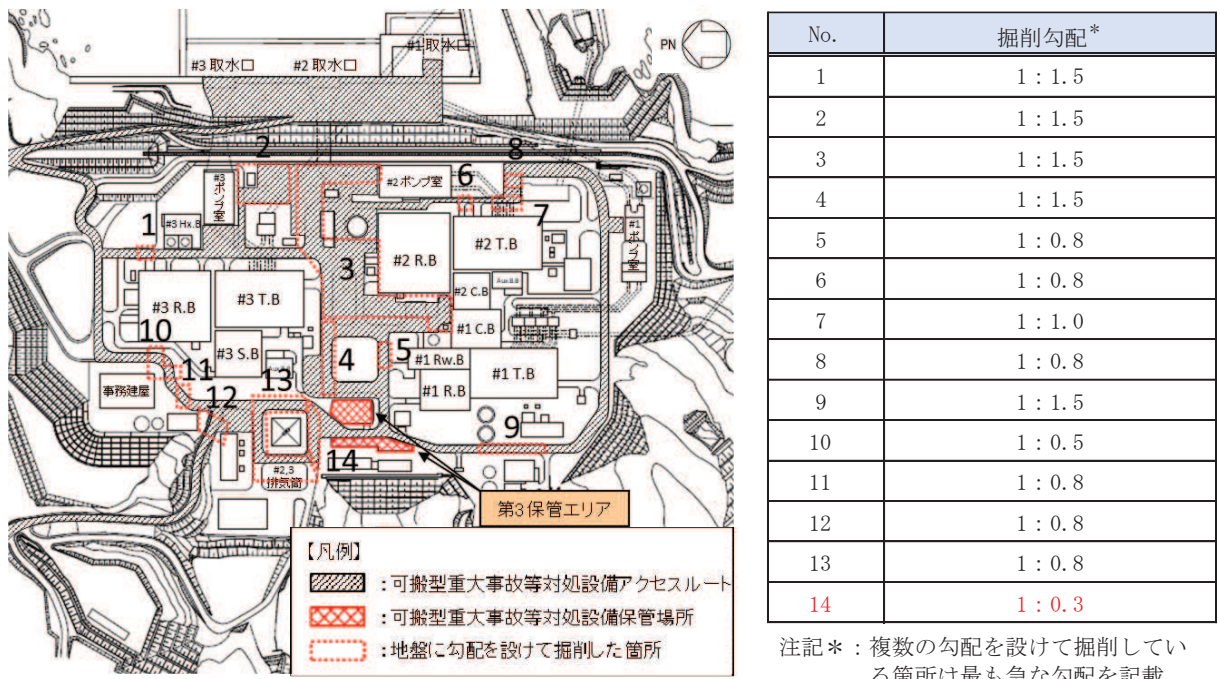 #1取水口
PN
#3取水口
#2取水口
2
8
#3
ポンプ室
#2ポンプ室
6
1
#3 Hx.B
7
#1
ポンプ室
#2 T.B
#2 R.B
3
#3 R.B
#3 T.B
Aux.B.B
#2 C.B
#1 C.B
10
#3 S.B
4
5
#1 Rw.B
#1 T.B
11
13
事務建屋
12
#1 R.B
9
14
#2,3
排気筒
第3保管エリア
【凡例】
:可搬型重大事故等対処設備アクセスルート
:可搬型重大事故等対処設備保管場所
:地盤に勾配を設けて掘削した箇所
No. 掘削勾配*
1 1:1.5
2 1:1.5
3 1:1.5
4 1:1.5
5 1:0.8
6 1:0.8
7 1:1.0
8 1:0.8
9 1:1.5
10 1:0.5
11 1:0.8
12 1:0.8
13 1:0.8
14 1:0.3
注記*:複数の勾配を設けて掘削してい
る箇所は最も急な勾配を記載